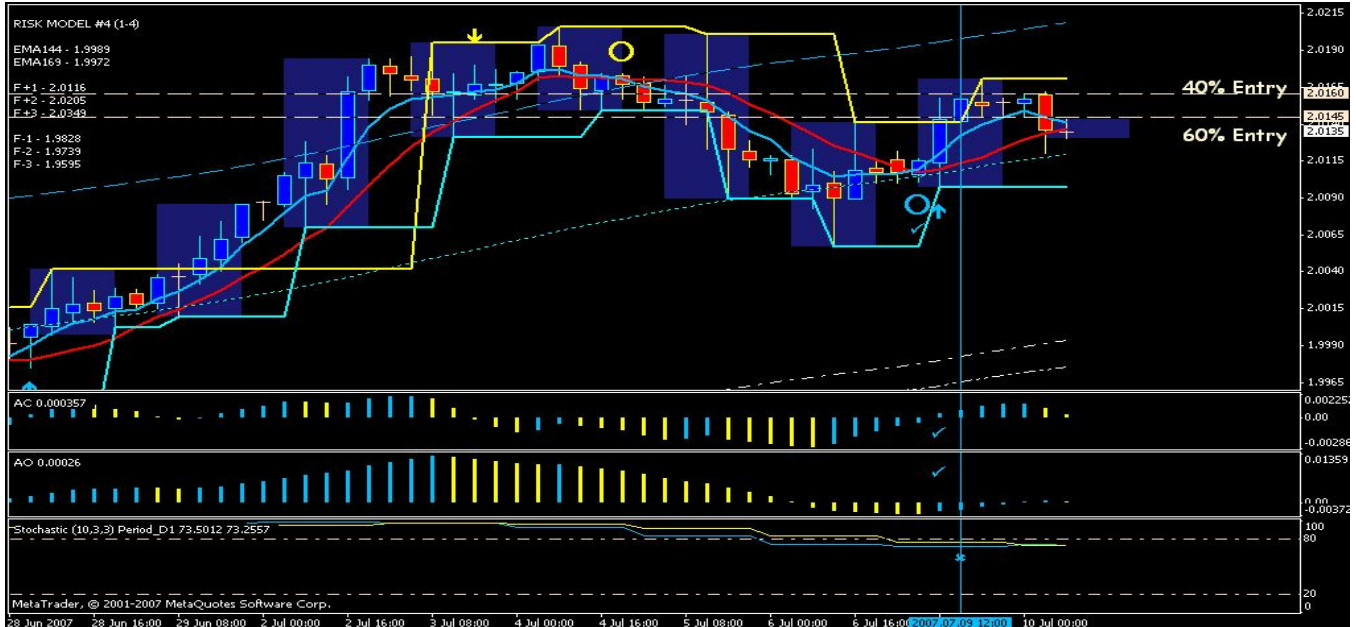 RISK MODEL #4 (1-4)
EMA144 - 1.9989
EMA169 - 1.9972
F+1 - 2.0116
F+2 - 2.0205
F+3 - 2.0349
F-1 - 1.9828
F-2 - 1.9739
F-3 - 1.9595
40% Entry
60% Entry
2.0215
2.0190
2.0160
2.0145
2.0135
2.0115
2.0090
2.0065
2.0040
2.0015
1.9990
1.9965
AC 0.000357
0.002252
0.00
-0.00286
AO 0.00026
0.01359
0.00
-0.00372
Stochastic (10,3,3) Period_D1 73.5012 73.2557
100
80
20
0
MetaTrader, © 2001-2007 MetaQuotes Software Corp.
28 Jun 2007 28 Jun 16:00 29 Jun 08:00 2 Jul 00:00 2 Jul 16:00 3 Jul 08:00 4 Jul 00:00 4 Jul 16:00 5 Jul 08:00 6 Jul 00:00 6 Jul 16:00 2007.07.09 12:00 10 Jul 00:00